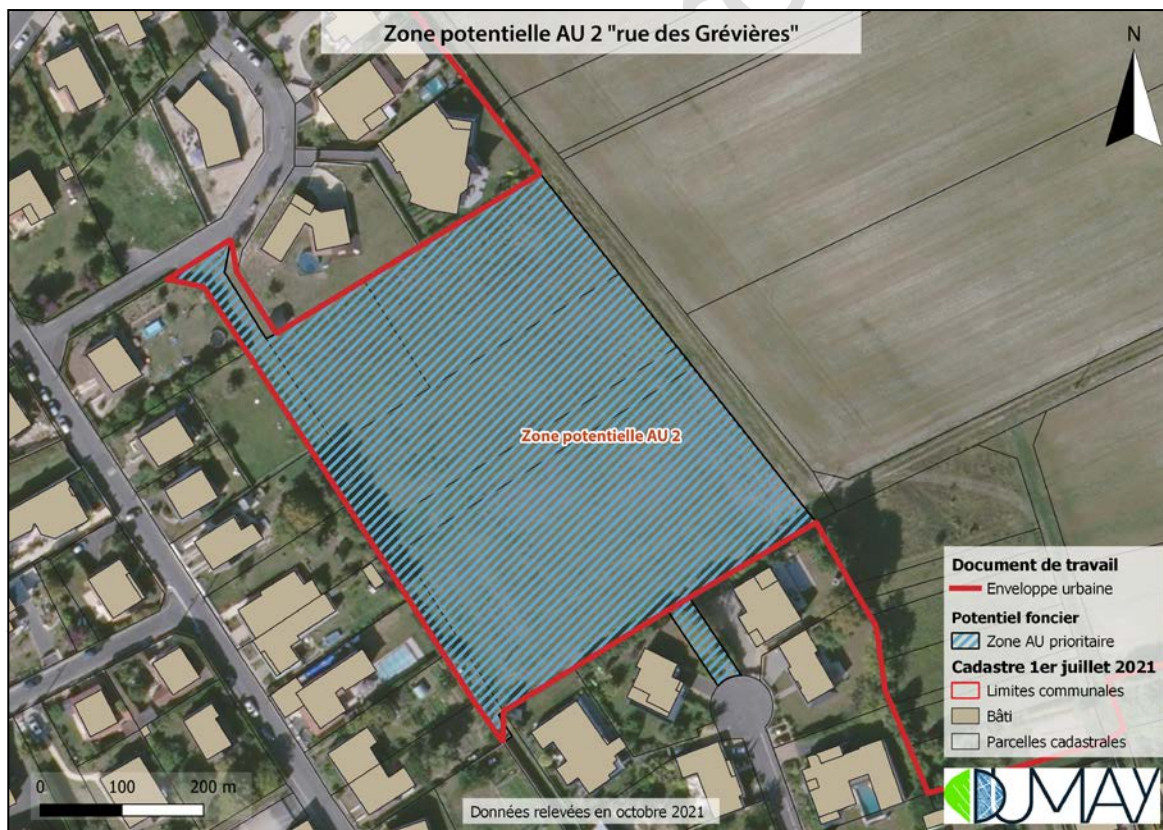 Zone potentielle AU 2 "rue des Grévières"
N
Zone potentielle AU 2
Document de travail
Enveloppe urbaine
Potentiel foncier
Zone AU prioritaire
Cadastre 1er juillet 2021
Limites communales
Bâti
Parcelles cadastrales
0 100 200 m
Données relevées en octobre 2021
DUMAY